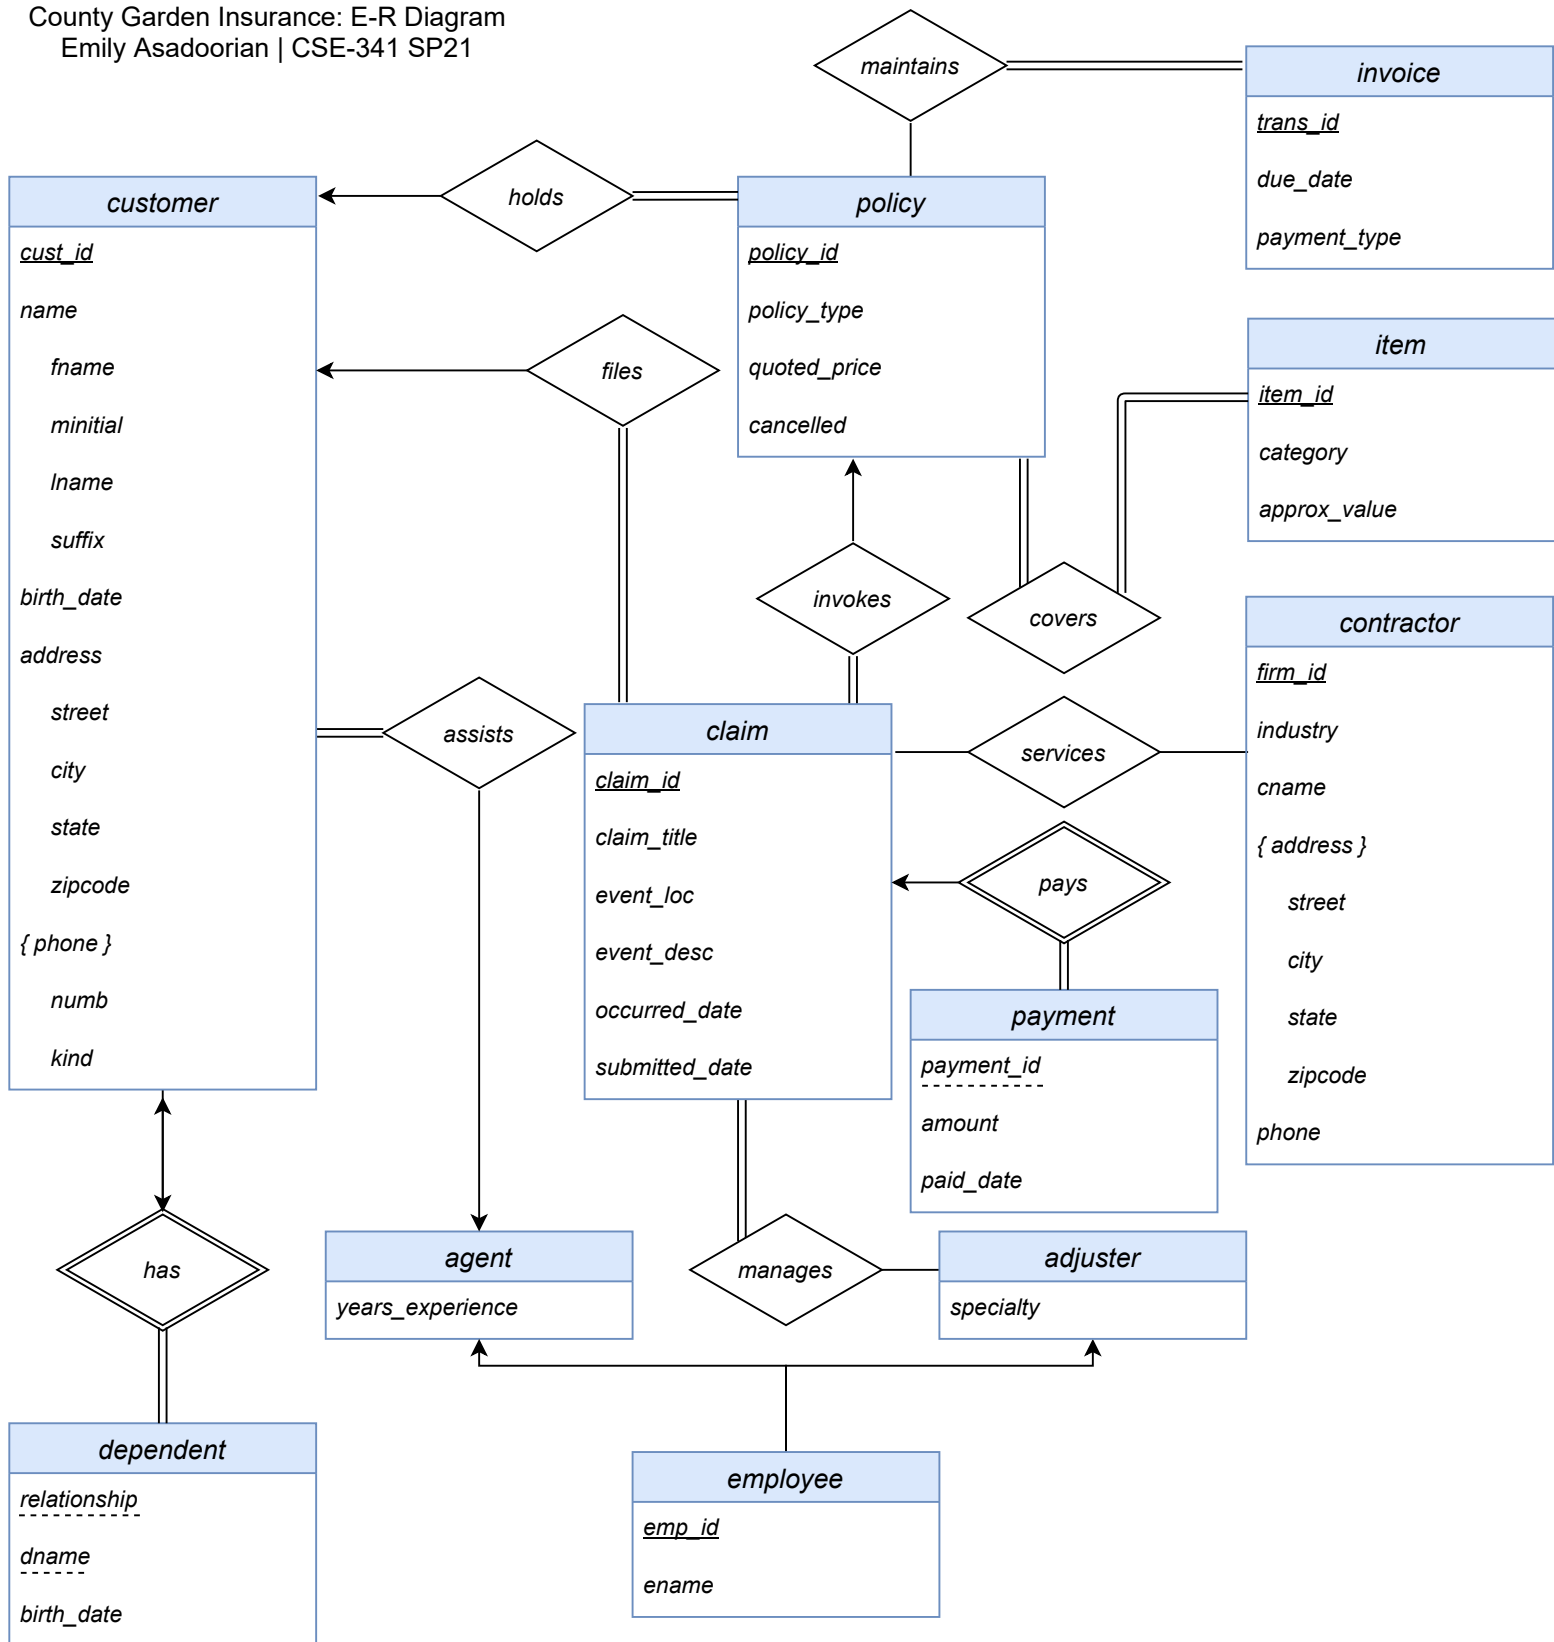 County Garden Insurance: E-R Diagram
Emily Asadoorian | CSE-341 SP21
maintains
invoice
trans_id
due_date
payment_type
customer
cust_id
name
fname
minitial
lname
suffix
birth_date
address
street
city
state
zipcode
{ phone }
numb
kind
holds
policy
policy_id
policy_type
quoted_price
cancelled
files
item
item_id
category
approx_value
invokes
covers
contractor
firm_id
industry
cname
{ address }
street
city
state
zipcode
phone
assists
claim
claim_id
claim_title
event_loc
event_desc
occurred_date
submitted_date
services
pays
payment
payment_id
amount
paid_date
has
agent
years_experience
manages
adjuster
specialty
dependent
relationship
dname
birth_date
employee
emp_id
ename